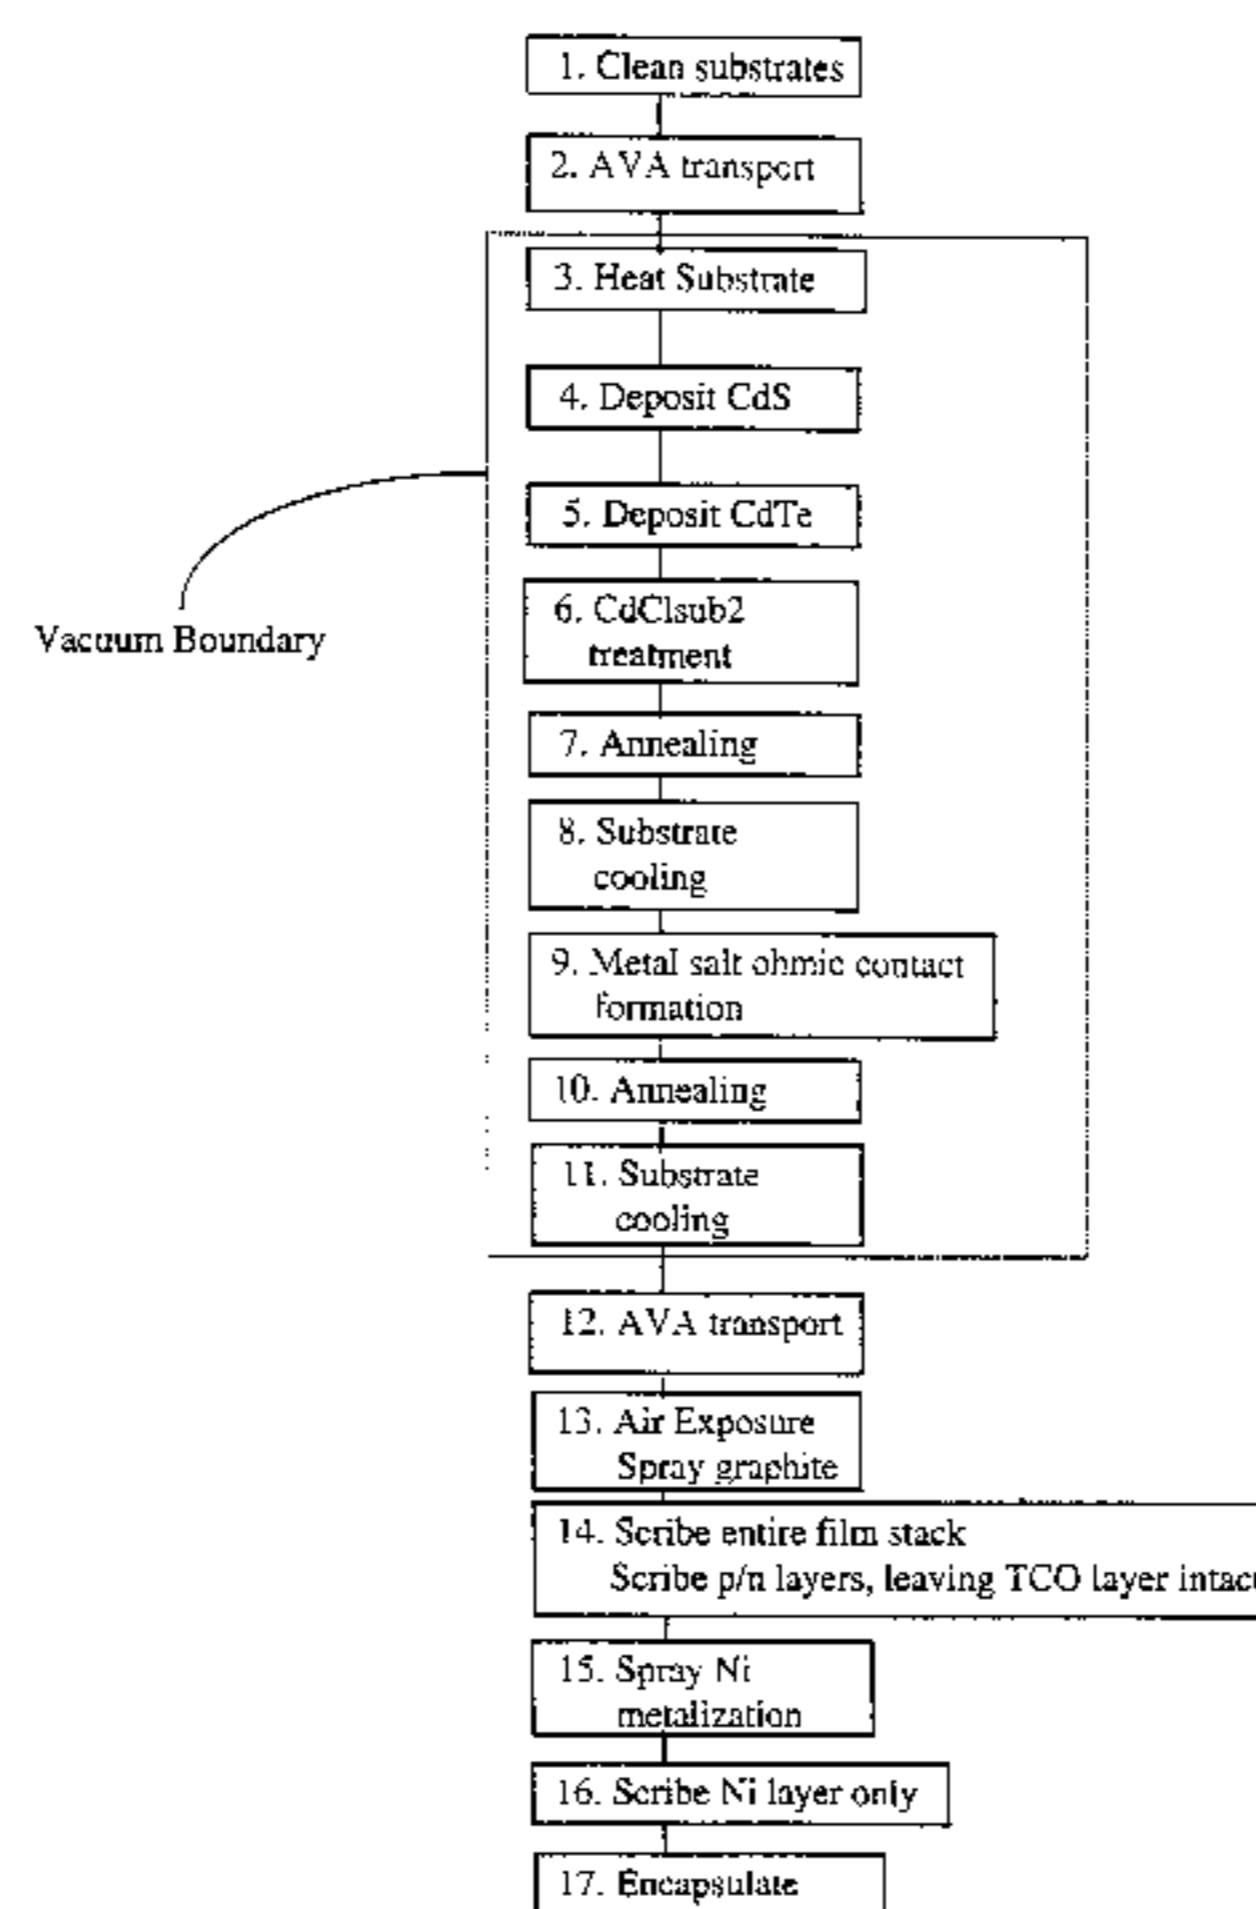 1. Clean substrates
2. AVA transport
3. Heat Substrate
4. Deposit CdS
5. Deposit CdTe
Vacuum Boundary
6. CdClsub2
treatment
7. Annealing
8. Substrate
cooling
9. Metal salt ohmic contact
formation
10. Annealing
11. Substrate
cooling
12. AVA transport
13. Air Exposure
Spray graphite
14. Scribe entire film stack
Scribe p/n layers, leaving TCO layer intact
15. Spray Ni
metalization
16. Scribe Ni layer only
17. Encapsulate